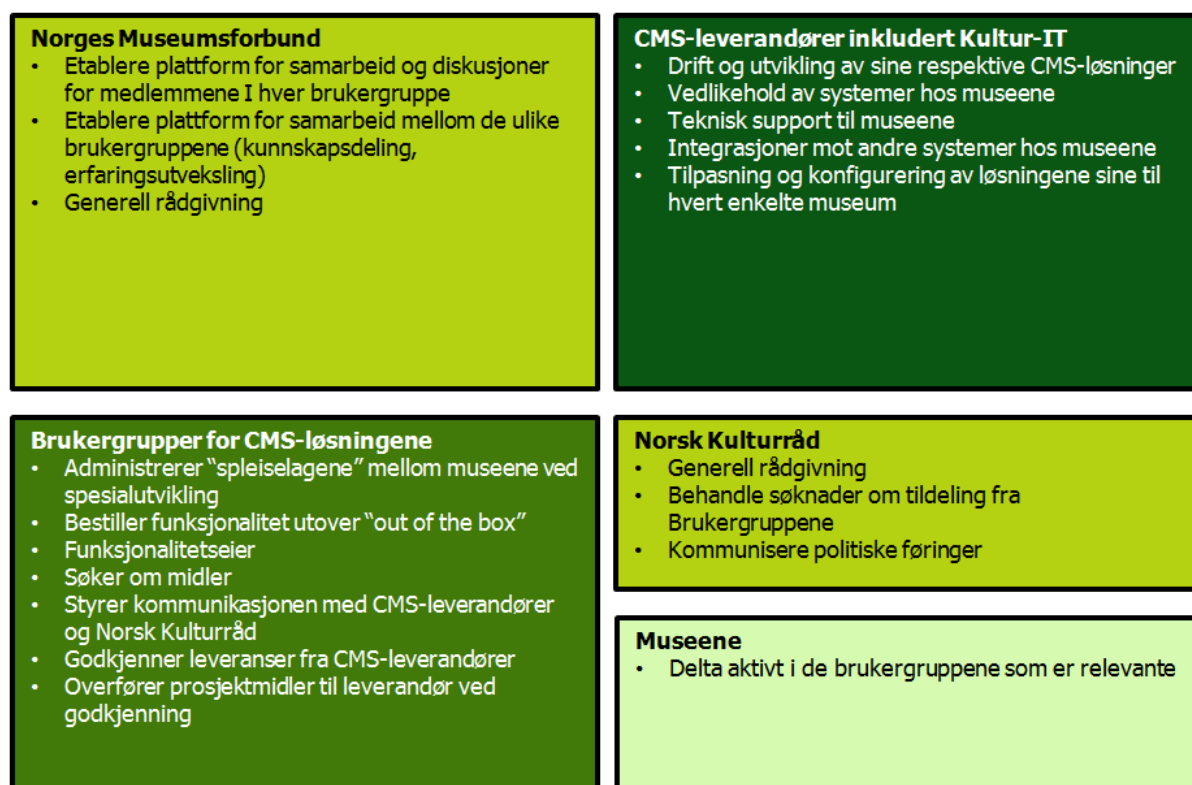 Norges Museumsforbund
• Etablere plattform for samarbeid og diskusjoner
for medlemmene I hver brukergruppe
• Etablere plattform for samarbeid mellom de ulike
brukergruppene (kunnskapsdeling,
erfaringsutveksling)
• Generell rådgivning
CMS-leverandører inkludert Kultur-IT
• Drift og utvikling av sine respektive CMS-løsninger
• Vedlikehold av systemer hos museene
• Teknisk support til museene
• Integrasjoner mot andre systemer hos museene
• Tilpasning og konfigurering av løsningene sine til
hvert enkelte museum
Brukergrupper for CMS-løsningene
• Administrerer “spleiselagene” mellom museene ved
spesialutvikling
• Bestiller funksjonalitet utover “out of the box”
• Funksjonalitetseier
• Søker om midler
• Styrer kommunikasjonen med CMS-leverandører
og Norsk Kulturråd
• Godkjenner leveranser fra CMS-leverandører
• Overfører prosjektmidler til leverandør ved
godkjenning
Norsk Kulturråd
• Generell rådgivning
• Behandle søknader om tildeling fra
Brukergruppene
• Kommunisere politiske føringer
Museene
• Delta aktivt i de brukergruppene som er relevante